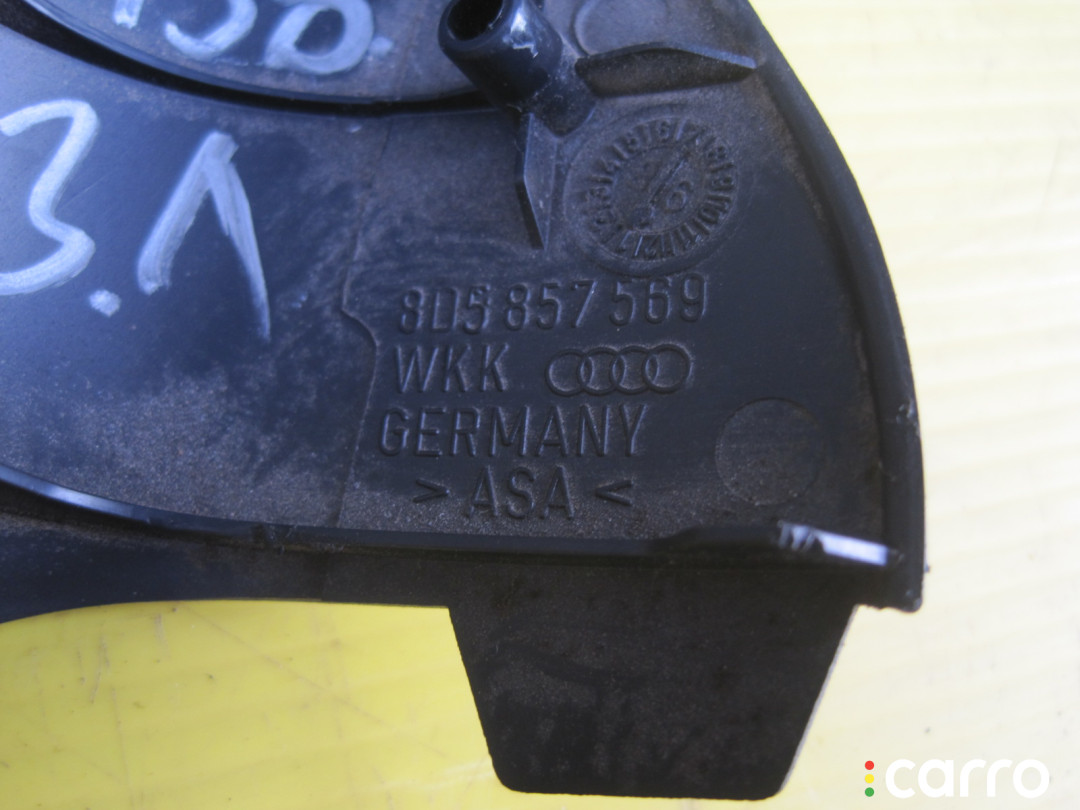 3.1
8D5 857 569
WKK
GERMANY
> ASA <
carro